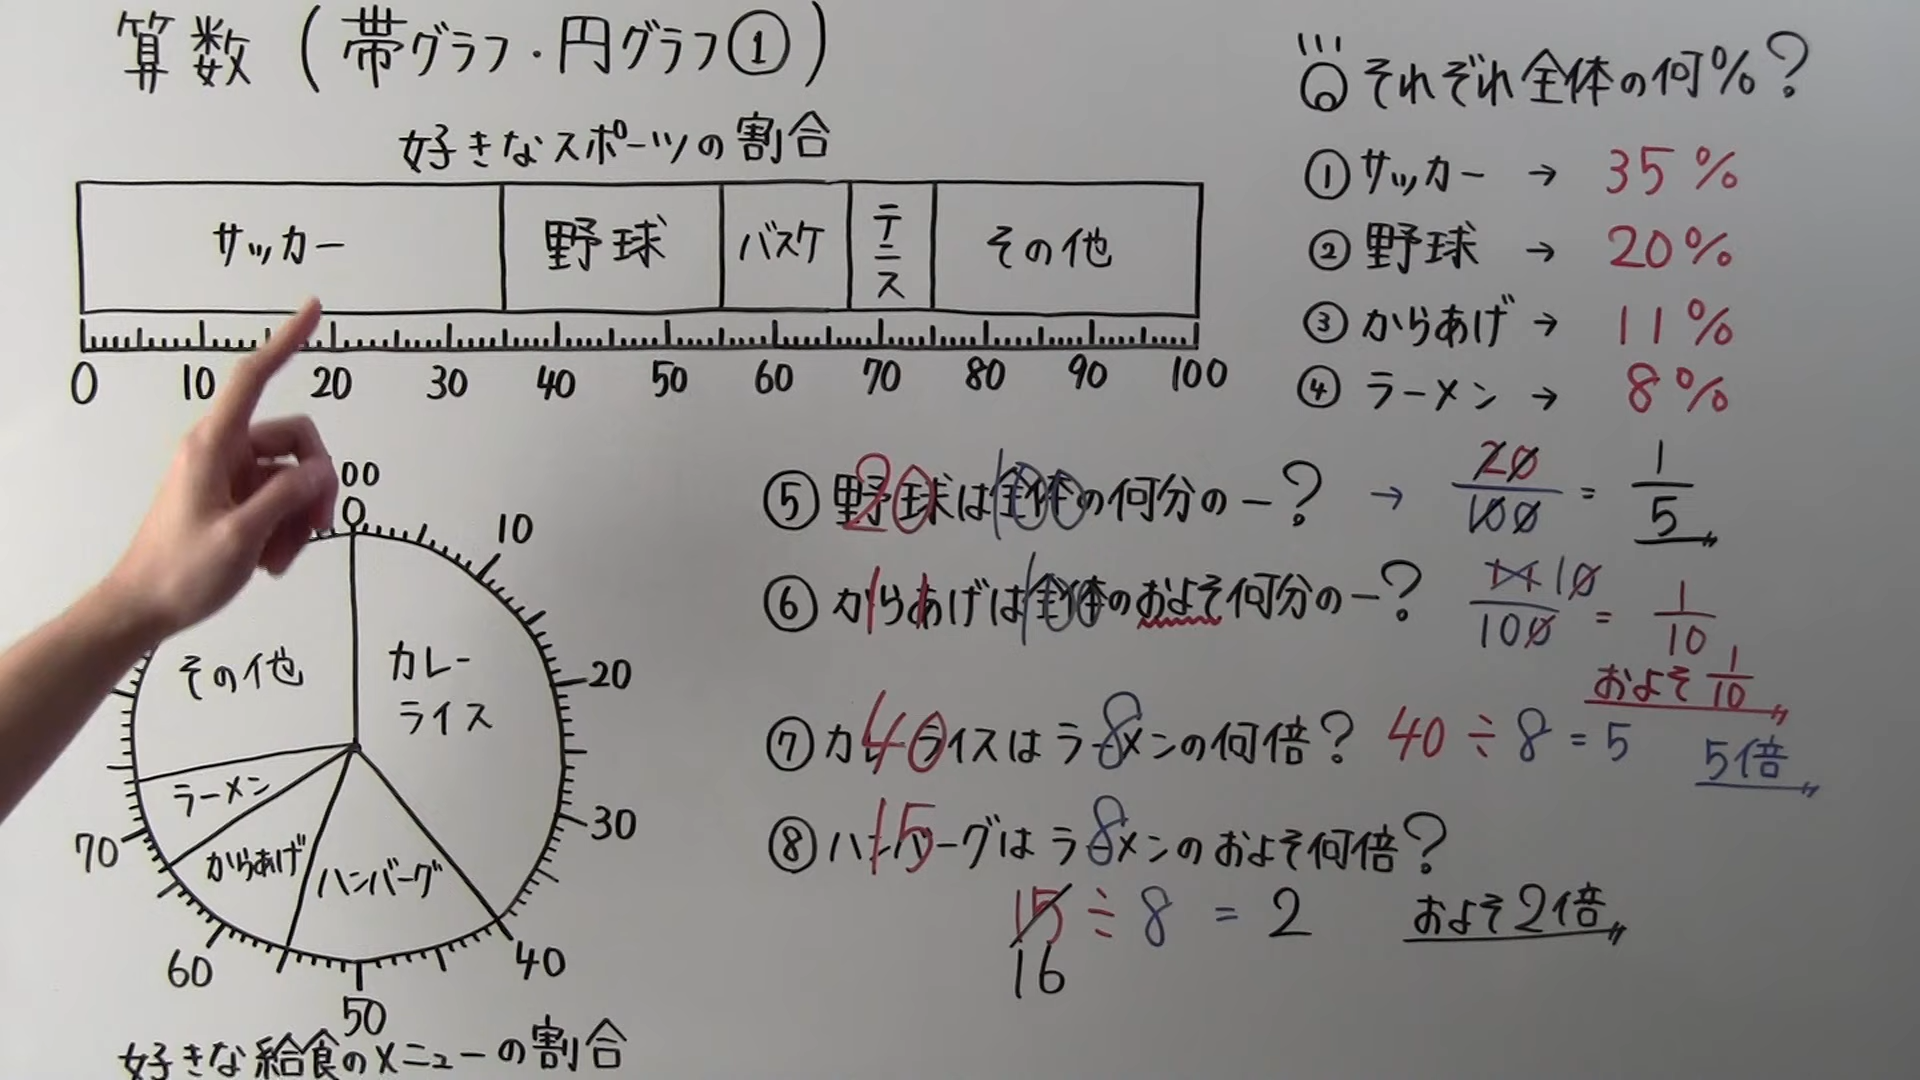 算数（帯グラフ・円グラフ①）
好きなスポーツの割合
サッカー 野球 バスケ テニス その他
0 10 20 30 40 50 60 70 80 90 100
00
0
10
20
30
40
50
60
70
カレーライス
ハンバーグ
からあげ
ラーメン
その他
好きな給食のメニューの割合
それぞれ全体の何%?
①サッカー → 35%
②野球 → 20%
③からあげ → 11%
④ラーメン → 8%
⑤野球は全体の何分の一? → 20/100 = 1/5
20 100
⑥からあげは全体のおよそ何分の一? 11 10/100 = 1/10
11 100
およそ1/10
⑦カレーライスはラーメンの何倍? 40÷8=5 5倍
40 8
⑧ハンバーグはラーメンのおよそ何倍?
15 8
15÷8=2 およそ2倍
16